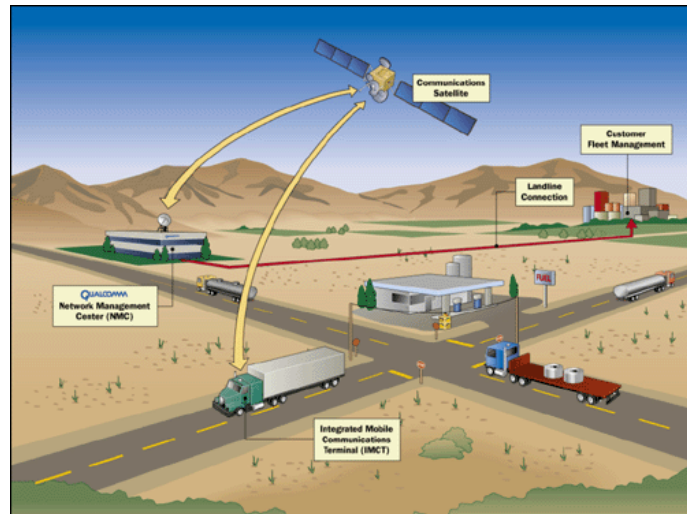 Communications
Satellite
Customer
Fleet Management
Landline
Connection
QUALCOMM
Network Management
Center (NMC)
FUEL
Integrated Mobile
Communications
Terminal (IMCT)